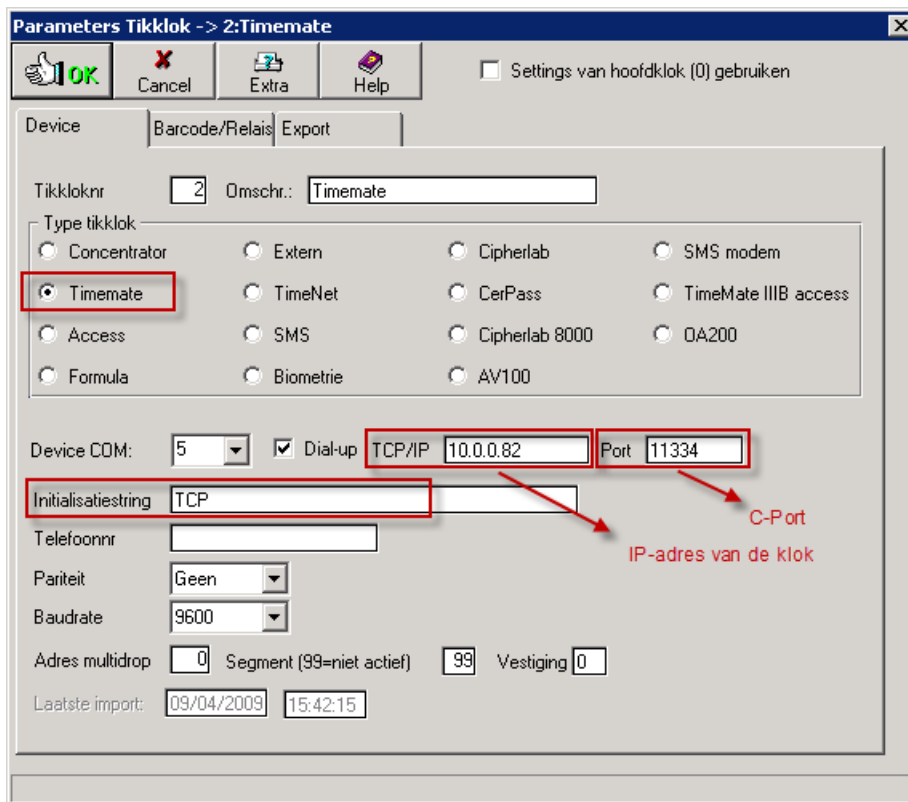 Parameters Tikklok -> 2:Timemate
OK Cancel Extra Help
Settings van hoofdklok (0) gebruiken
Device Barcode/Relais Export
Tikkloknr 2 Omschr.: Timemate
Type tikklok
Concentrator Extern Cipherlab SMS modem
Timemate TimeNet CerPass TimeMate IIIB access
Access SMS Cipherlab 8000 OA200
Formula Biometrie AV100
Device COM: 5 Dial-up TCP/IP 10.0.0.82 Port 11334
Initialisatiestring TCP
C-Port
Telefoonnr
IP-adres van de klok
Pariteit Geen
Baudrate 9600
Adres multidrop 0 Segment (99=niet actief) 99 Vestiging 0
Laatste import: 09/04/2009 15:42:15